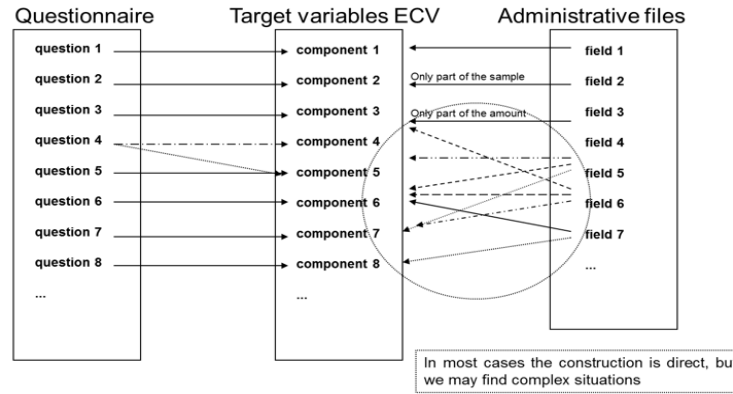 Questionnaire
Target variables ECV
Administrative files
question 1
question 2
question 3
question 4
question 5
question 6
question 7
question 8
...
component 1
component 2
component 3
component 4
component 5
component 6
component 7
component 8
...
Only part of the sample
Only part of the amount
field 1
field 2
field 3
field 4
field 5
field 6
field 7
...
In most cases the construction is direct, bu
we may find complex situations